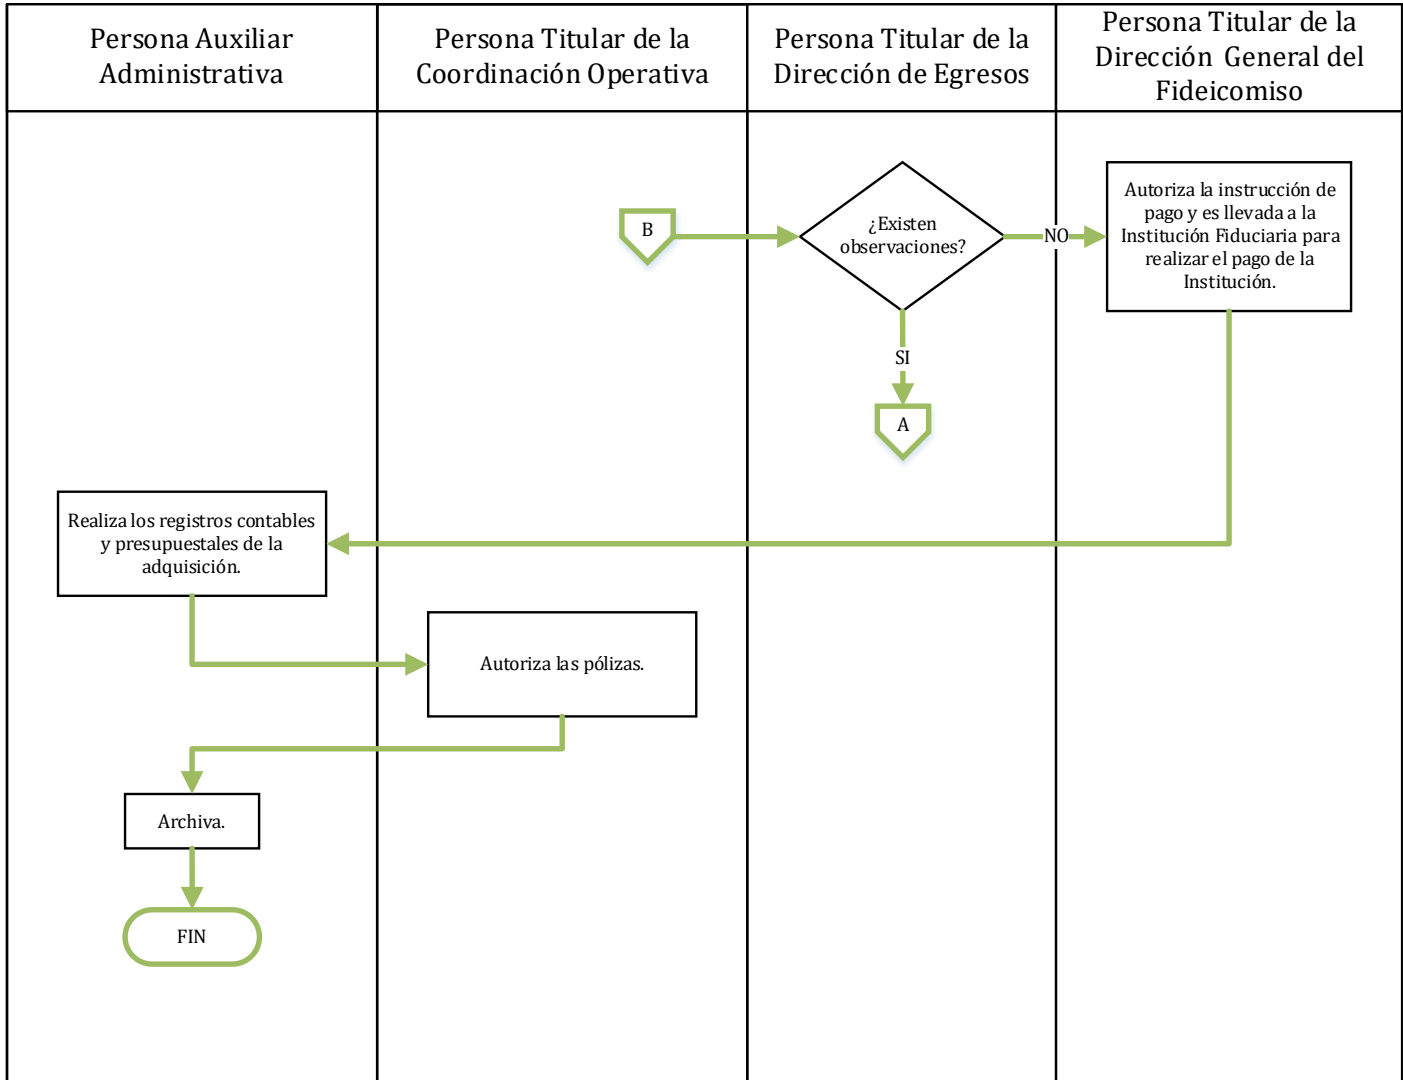 Persona Auxiliar
Administrativa
Persona Titular de la
Coordinación Operativa
Persona Titular de la
Dirección de Egresos
Persona Titular de la
Dirección General del
Fideicomiso
B
¿Existen
observaciones?
NO
Autoriza la instrucción de
pago y es llevada a la
Institución Fiduciaria para
realizar el pago de la
Institución.
SI
A
Realiza los registros contables
y presupuestales de la
adquisición.
Autoriza las pólizas.
Archiva.
FIN